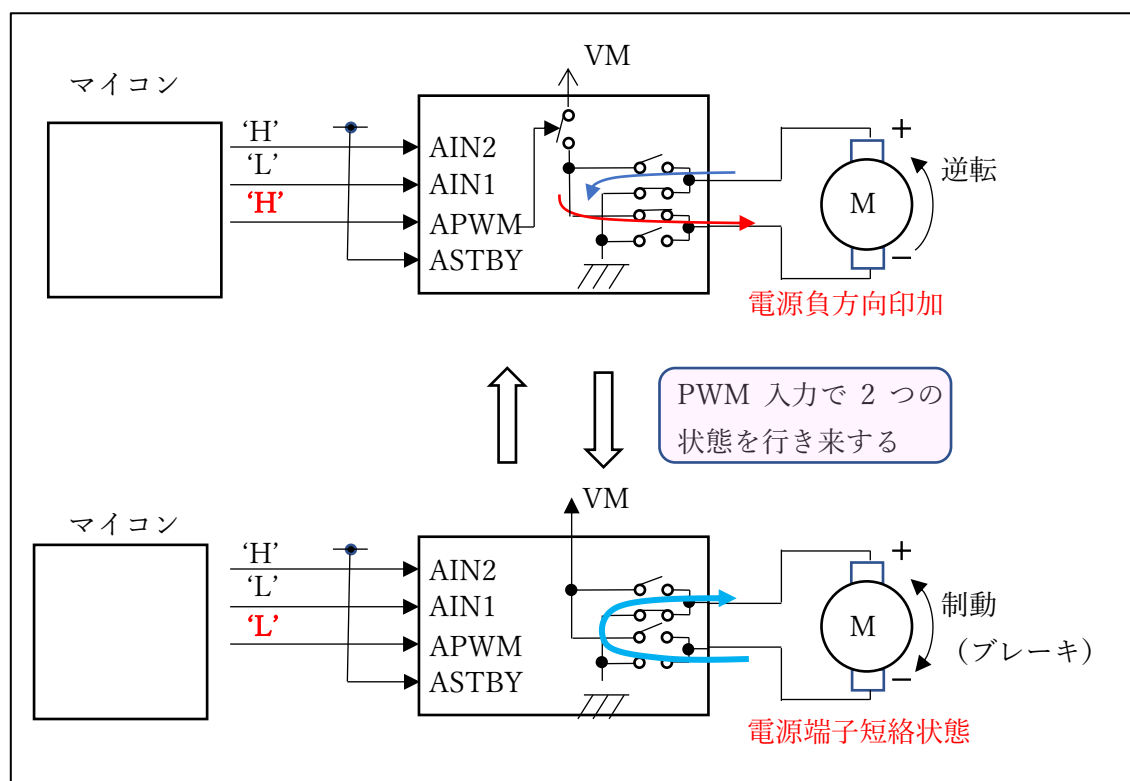 VM
マイコン
‘H’
‘L’
‘H’
AIN2
AIN1
APWM
ASTBY
+
M
−
逆転
電源負方向印加
PWM 入力で 2 つの
状態を行き来する
VM
マイコン
‘H’
‘L’
‘L’
AIN2
AIN1
APWM
ASTBY
+
M
−
制動
（ブレーキ）
電源端子短絡状態